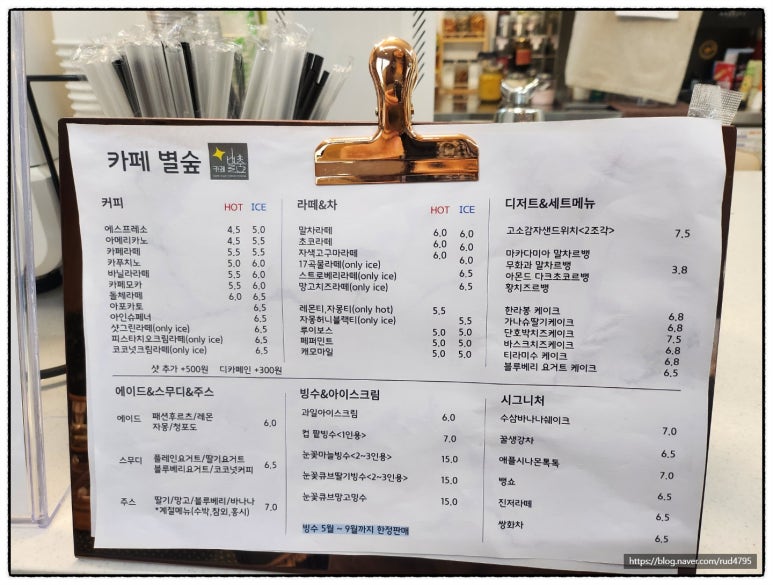 카페 별숲
커피
HOT ICE
에스프레소 4,5 5,0
아메리카노 4,5 5,5
카페라떼 5,5 5,5
카푸치노 5,0 6,0
바닐라라떼 5,5 6,0
카페모카 5,5 6,0
돌체라떼 6,0 6,5
아포카토 6,5
아인슈페너 6,5
샷그린라떼(only ice) 6,5
피스타치오크림라떼(only ice) 6,5
코코넛크림라떼(only ice) 6,5
샷 추가 +500원 디카페인 +300원
라떼&차
HOT ICE
말차라떼 6,0 6,0
초코라떼 6,0 6,0
자색고구마라떼 6,0 6,0
17곡물라떼(only ice)
스트로베리라떼(only ice) 6,5
망고치즈라떼(only ice) 6,5
레몬티,자몽티(only hot) 5,5
자몽허니블랙티(only ice) 5,5
루이보스 5,0 5,0
페퍼민트 5,0 5,0
캐모마일 5,0 5,0
디저트&세트메뉴
고소감자샌드위치<2조각> 7,5
마카다미아 말차르뱅
무화과 말차르뱅
아몬드 다크초코르뱅 3,8
황치즈르뱅
한라봉 케이크 6,8
가나슈딸기케이크 6,8
단호박치즈케이크 7,5
바스크치즈케이크 6,8
티라미수 케이크 6,8
블루베리 요거트 케이크 6,5
에이드&스무디&주스
에이드 패션후르츠/레몬
자몽/청포도 6,0
스무디 플레인요거트/딸기요거트
블루베리요거트/코코넛커피 6,5
주스 딸기/망고/블루베리/바나나
*계절메뉴(수박,참외,홍시) 7,0
빙수&아이스크림
과일아이스크림 6,0
컵 팥빙수<1인용> 7,0
눈꽃마늘빙수<2~3인용> 15,0
눈꽃큐브딸기빙수<2~3인용> 15,0
눈꽃큐브망고밍수 15,0
빙수 5월 ~ 9월까지 한정판매
시그니처
수삼바나나쉐이크 7,0
꿀생강차 6,5
애플시나몬톡톡 7,0
뱅쇼 6,5
진저라떼 6,5
쌍화차 6,5
https://blog.naver.com/rud4795